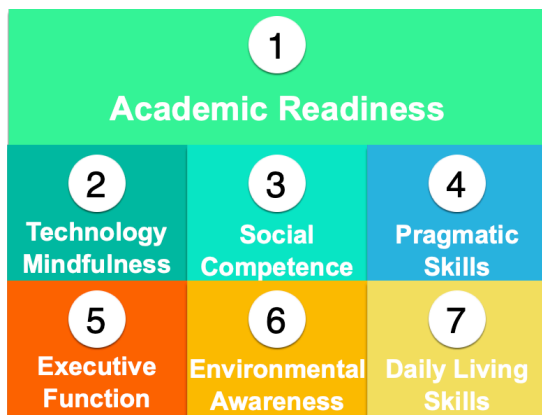 1
Academic Readiness
2
Technology
Mindfulness
3
Social
Competence
4
Pragmatic
Skills
5
Executive
Function
6
Environmental
Awareness
7
Daily Living
Skills